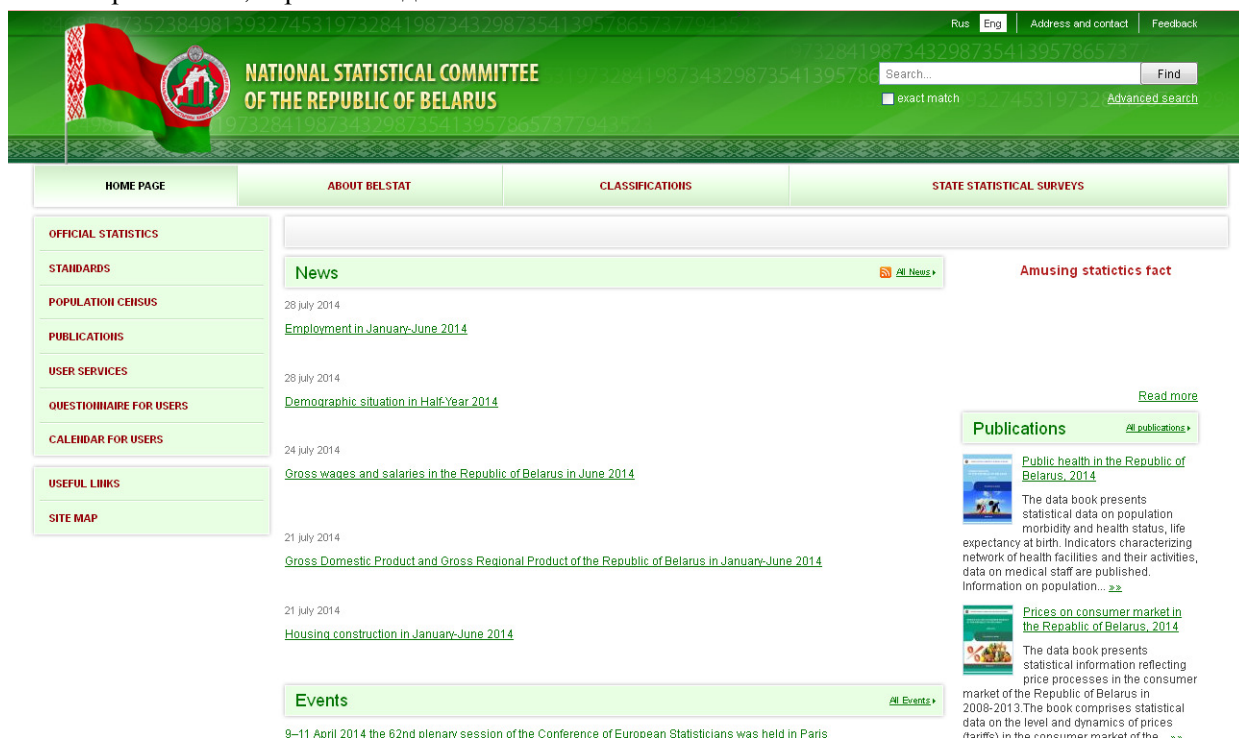 Rus Eng Address and contact Feedback
NATIONAL STATISTICAL COMMITTEE
OF THE REPUBLIC OF BELARUS
Search... Find
exact match Advanced search
HOME PAGE ABOUT BELSTAT CLASSIFICATIONS STATE STATISTICAL SURVEYS
OFFICIAL STATISTICS
STANDARDS
POPULATION CENSUS
PUBLICATIONS
USER SERVICES
QUESTIONNAIRE FOR USERS
CALENDAR FOR USERS
USEFUL LINKS
SITE MAP
News All News
28 july 2014
Employment in January-June 2014
28 july 2014
Demographic situation in Half-Year 2014
24 july 2014
Gross wages and salaries in the Republic of Belarus in June 2014
21 july 2014
Gross Domestic Product and Gross Regional Product of the Republic of Belarus in January-June 2014
21 july 2014
Housing construction in January-June 2014
Events All Events
9–11 April 2014 the 62nd plenary session of the Conference of European Statisticians was held in Paris
Amusing statictics fact
Read more
Publications All publications
Public health in the Republic of
Belarus, 2014
The data book presents
statistical data on population
morbidity and health status, life
expectancy at birth. Indicators characterizing
network of health facilities and their activities,
data on medical staff are published.
Information on population... »»
Prices on consumer market in
the Repablic of Belarus, 2014
The data book presents
statistical information reflecting
price processes in the consumer
market of the Republic of Belarus in
2008-2013.The book comprises statistical
data on the level and dynamics of prices
(tariffs) in the consumer market of the... »»